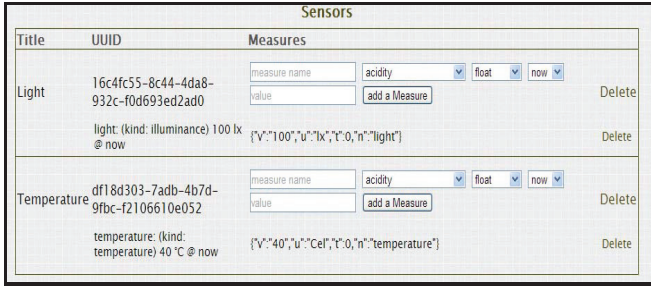 Sensors
Title UUID Measures
measure name acidity float now
Light 16c4fc55-8c44-4da8-
932c-f0d693ed2ad0
value add a Measure Delete
light: (kind: illuminance) 100 lx
@ now
{"v":"100","u":"lx","t":0,"n":"light"} Delete
measure name acidity float now
Temperature df18d303-7adb-4b7d-
9fbc-f2106610e052
value add a Measure Delete
temperature: (kind:
temperature) 40 °C @ now
{"v":"40","u":"Cel","t":0,"n":"temperature"} Delete